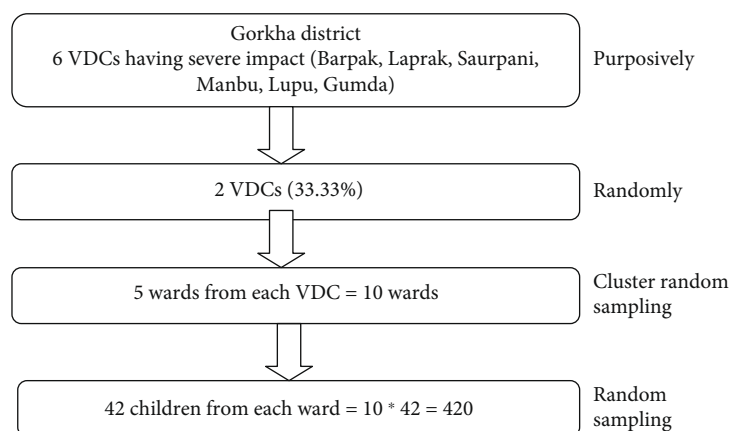 Gorkha district
6 VDCs having severe impact (Barpak, Laprak, Saurpani,
Manbu, Lupu, Gumda)
Purposively
2 VDCs (33.33%)
Randomly
5 wards from each VDC = 10 wards
Cluster random
sampling
42 children from each ward = 10 * 42 = 420
Random
sampling